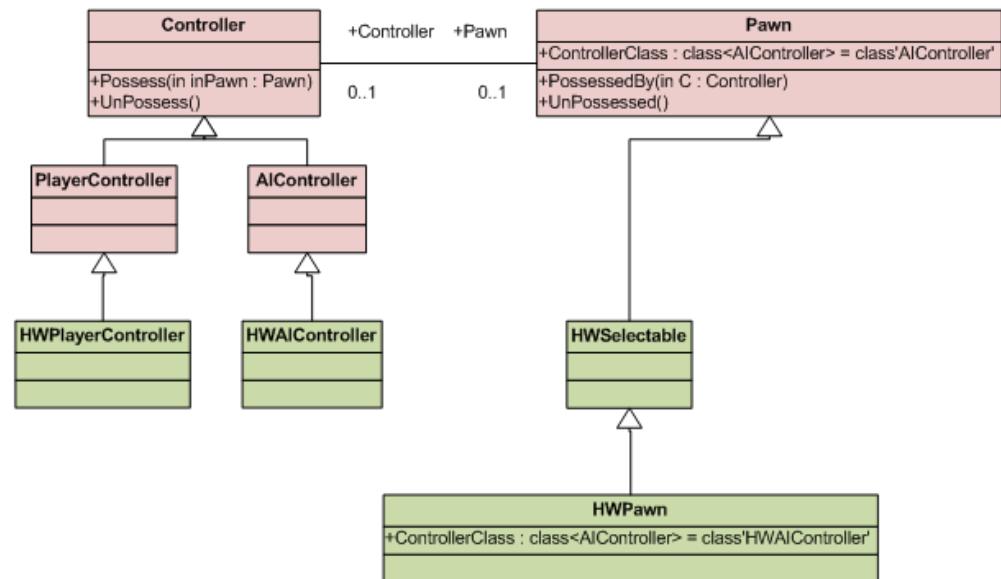 Controller
+Possess(in inPawn : Pawn)
+UnPossess()
+Controller
+Pawn
0..1
0..1
Pawn
+ControllerClass : class<AIController> = class'AIController'
+PossessedBy(in C : Controller)
+UnPossessed()
PlayerController
AIController
HWPlayerController
HWAIController
HWSelectable
HWPawn
+ControllerClass : class<AIController> = class'HWAIController'